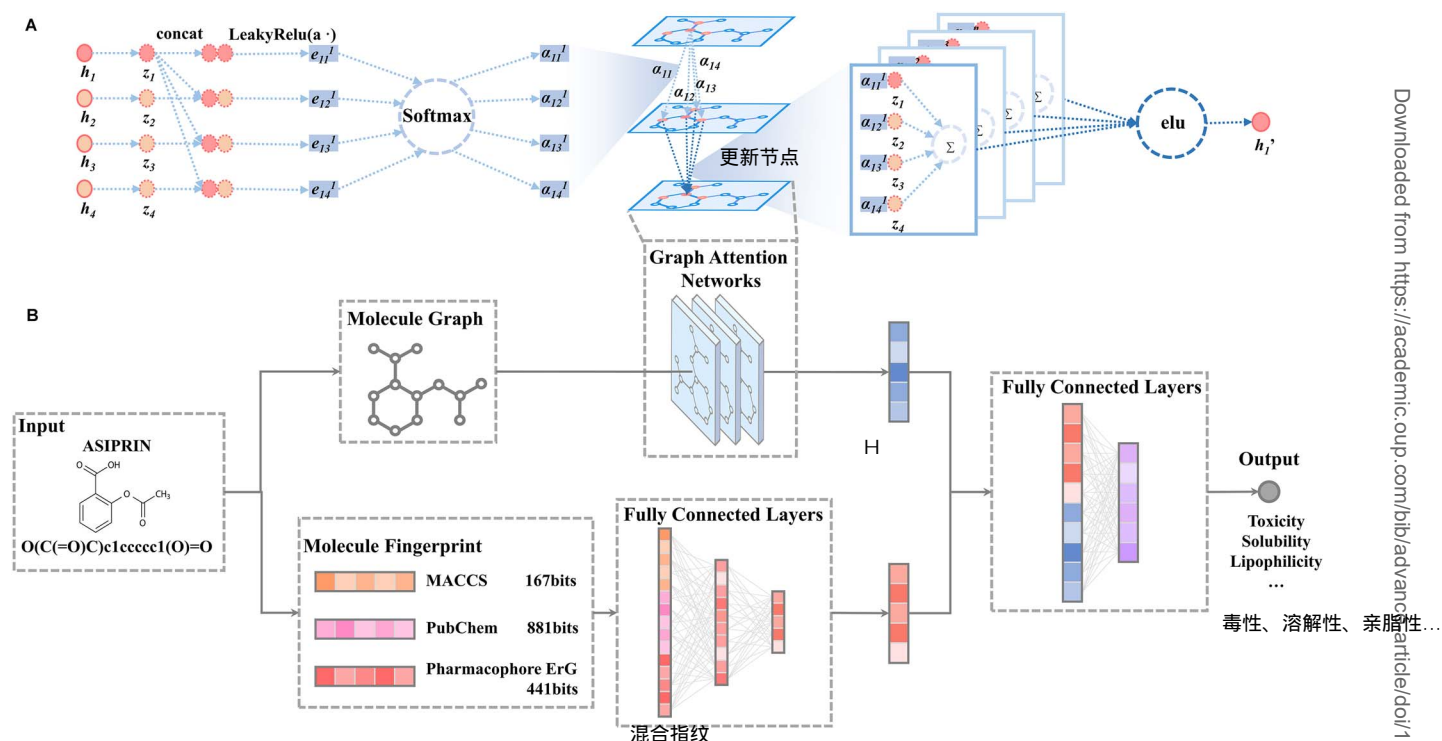 A
concat
LeakyRelu(a ·)
h₁
z₁
e₁₁¹
α₁₁¹
h₂
z₂
e₁₂¹
α₁₂¹
h₃
z₃
e₁₃¹
α₁₃¹
h₄
z₄
e₁₄¹
α₁₄¹
Softmax
α₁₁
α₁₄
α₁₂
α₁₃
更新节点
α₁₁¹
z₁
α₁₂¹
z₂
α₁₃¹
z₃
α₁₄¹
z₄
Σ
Σ
Σ
Σ
elu
h₁'
Graph Attention
Networks
B
Molecule Graph
Input
ASIPRIN
O
OH
O
CH₃
O
O(C(=O)C)c1ccccc1(O)=O
H
Molecule Fingerprint
MACCS 167bits
PubChem 881bits
Pharmacophore ErG
441bits
Fully Connected Layers
混合指纹
Fully Connected Layers
Output
Toxicity
Solubility
Lipophilicity
...
毒性、溶解性、亲脂性...
Downloaded from https://academic.oup.com/bib/advance-article/doi/1